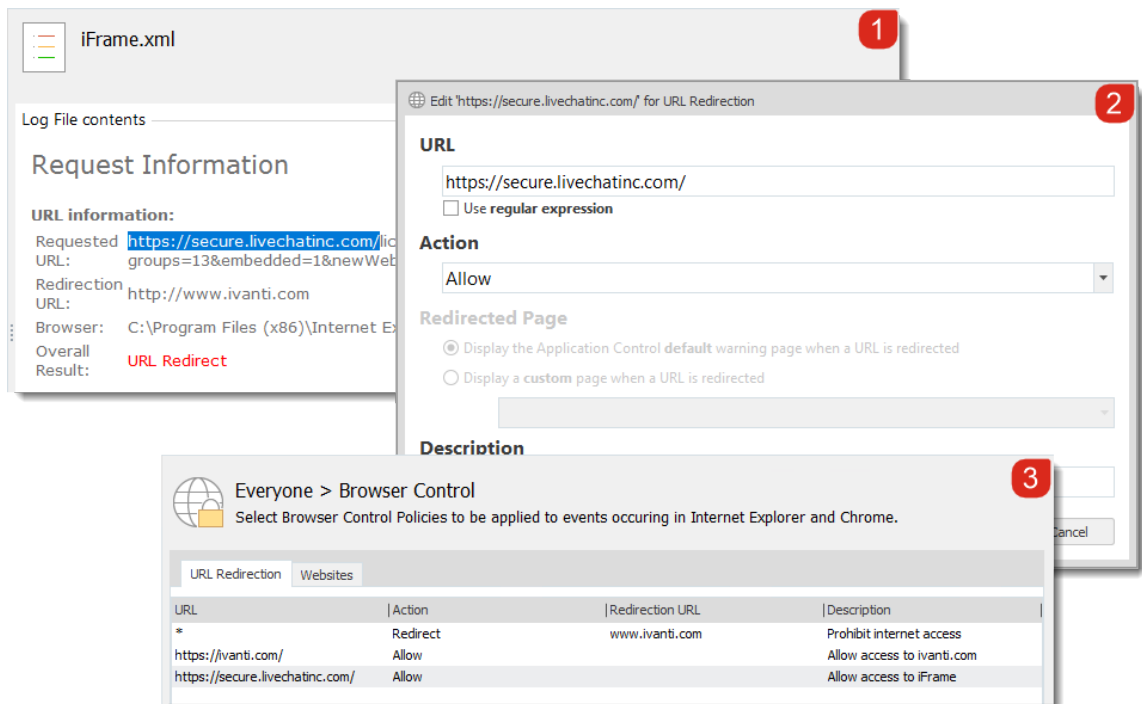 iFrame.xml
1
Log File contents
Request Information
URL information:
Requested URL: https://secure.livechatinc.com/lic
groups=13&embedded=1&newWeb
Redirection URL: http://www.ivanti.com
Browser: C:\Program Files (x86)\Internet Ex
Overall Result: URL Redirect
2
Edit 'https://secure.livechatinc.com/' for URL Redirection
URL
https://secure.livechatinc.com/
Use regular expression
Action
Allow
Redirected Page
Display the Application Control default warning page when a URL is redirected
Display a custom page when a URL is redirected
Description
Cancel
3
Everyone > Browser Control
Select Browser Control Policies to be applied to events occuring in Internet Explorer and Chrome.
URL Redirection Websites
URL Action Redirection URL Description
* Redirect www.ivanti.com Prohibit internet access
https://ivanti.com/ Allow Allow access to ivanti.com
https://secure.livechatinc.com/ Allow Allow access to iFrame